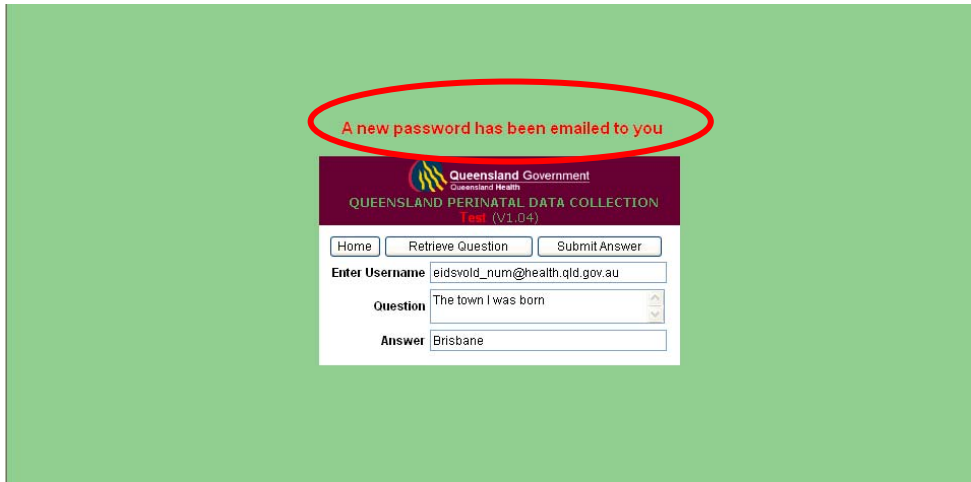 A new password has been emailed to you
Queensland Government
Queensland Health
QUEENSLAND PERINATAL DATA COLLECTION
Test (V1.04)
Home Retrieve Question Submit Answer
Enter Username eidsvold_num@health.qld.gov.au
Question The town I was born
Answer Brisbane